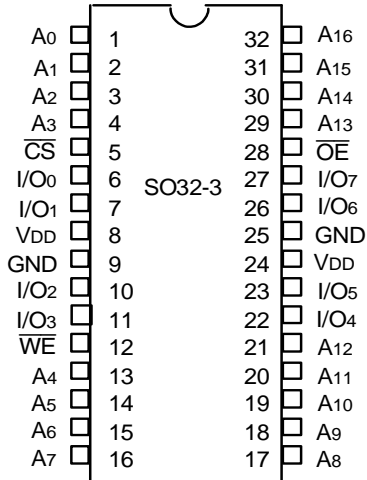 A0 1 32 A16
A1 2 31 A15
A2 3 30 A14
A3 4 29 A13
CS 5 28 OE
I/O0 6 SO32-3 27 I/O7
I/O1 7 26 I/O6
VDD 8 25 GND
GND 9 24 VDD
I/O2 10 23 I/O5
I/O3 11 22 I/O4
WE 12 21 A12
A4 13 20 A11
A5 14 19 A10
A6 15 18 A9
A7 16 17 A8